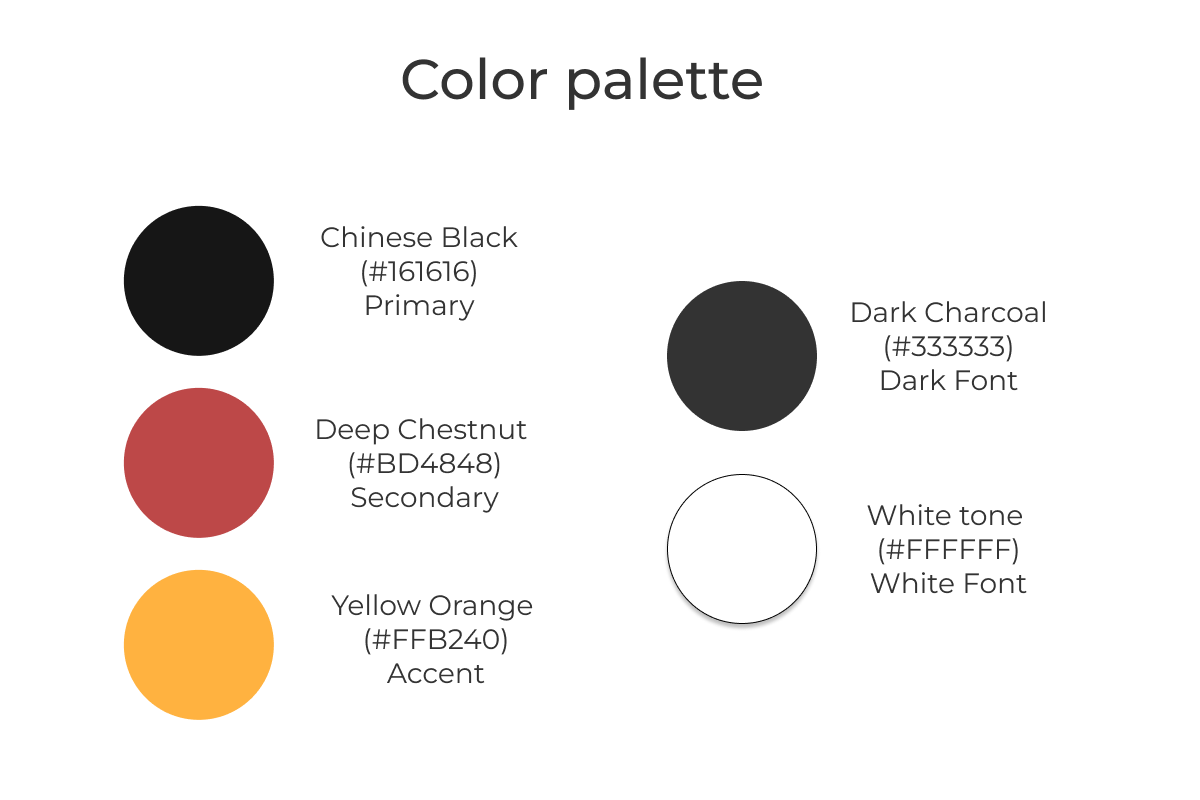 Color palette
Chinese Black
(#161616)
Primary
Deep Chestnut
(#BD4848)
Secondary
Yellow Orange
(#FFB240)
Accent
Dark Charcoal
(#333333)
Dark Font
White tone
(#FFFFFF)
White Font